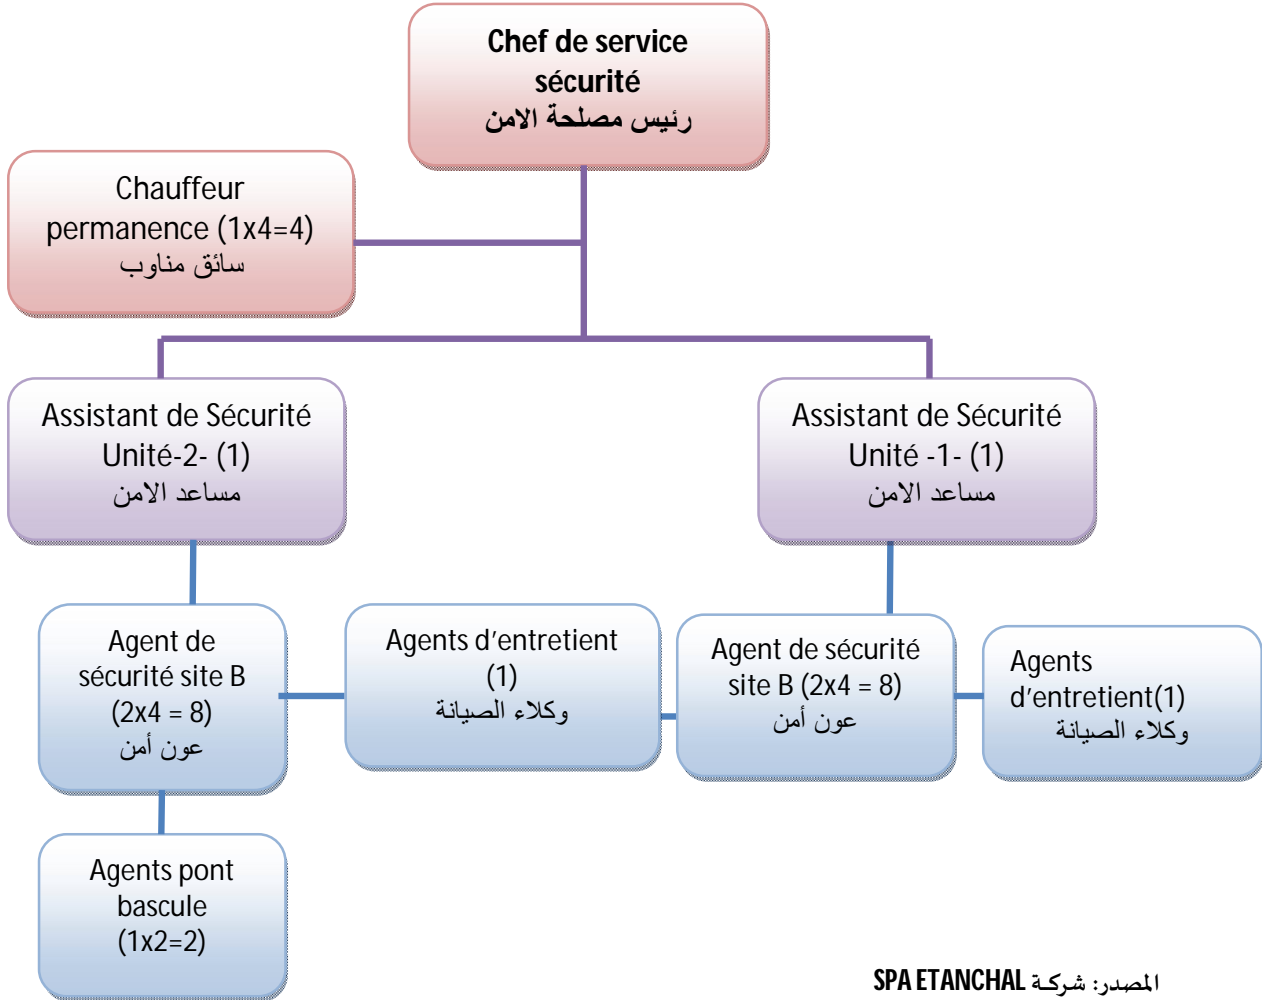 Chef de service
sécurité
رئيس مصلحة الامن
Chauffeur
permanence (1x4=4)
سائق مناوب
Assistant de Sécurité
Unité-2- (1)
مساعد الامن
Assistant de Sécurité
Unité -1- (1)
مساعد الامن
Agent de
sécurité site B
(2x4 = 8)
عون أمن
Agents d'entretient
(1)
وكلاء الصيانة
Agent de sécurité
site B (2x4 = 8)
عون أمن
Agents
d'entretient(1)
وكلاء الصيانة
Agents pont
bascule
(1x2=2)
المصدر: شركة SPA ETANCHAL